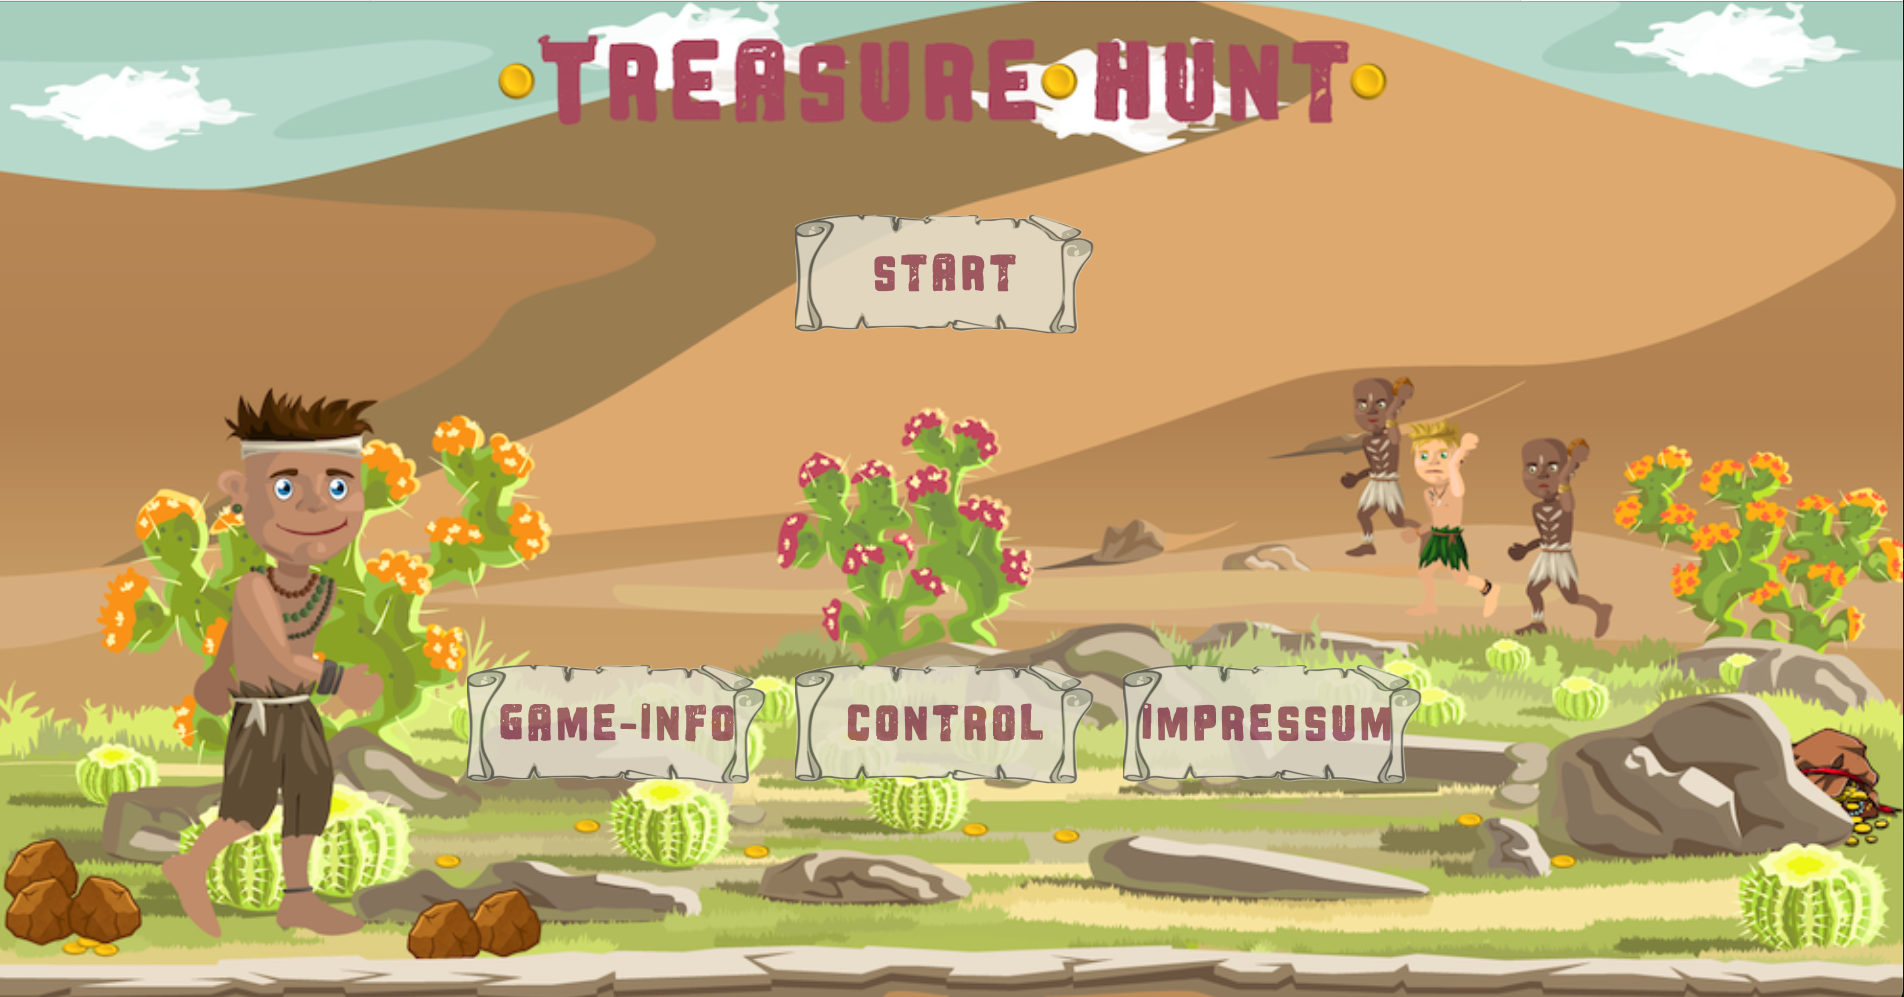 TREASURE HUNT
START
GAME-INFO
CONTROL
IMPRESSUM